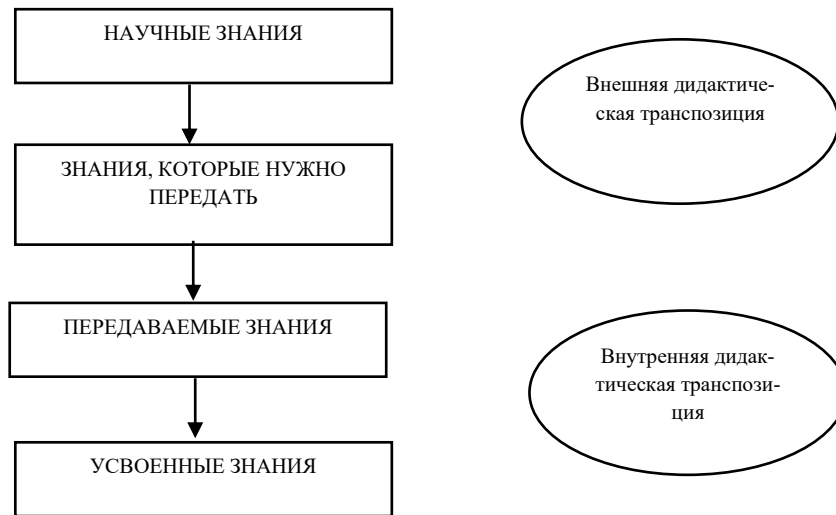 НАУЧНЫЕ ЗНАНИЯ
Внешняя дидактиче-
ская транспозиция
ЗНАНИЯ, КОТОРЫЕ НУЖНО
ПЕРЕДАТЬ
ПЕРЕДАВАЕМЫЕ ЗНАНИЯ
Внутренняя дидак-
тическая транспози-
ция
УСВОЕННЫЕ ЗНАНИЯ